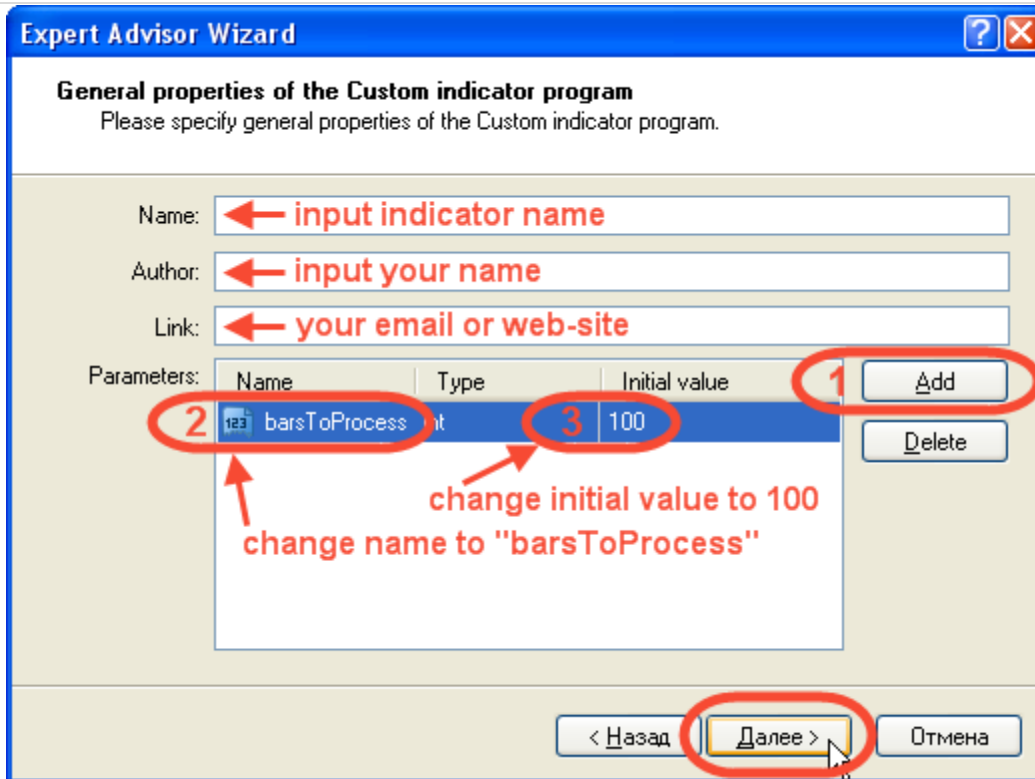 Expert Advisor Wizard
General properties of the Custom indicator program
Please specify general properties of the Custom indicator program.
Name: input indicator name
Author: input your name
Link: your email or web-site
Parameters:
Name Type Initial value
1 Add
2 123 barsToProcess 3 100
Delete
change initial value to 100
change name to "barsToProcess"
< Назад Далее > Отмена